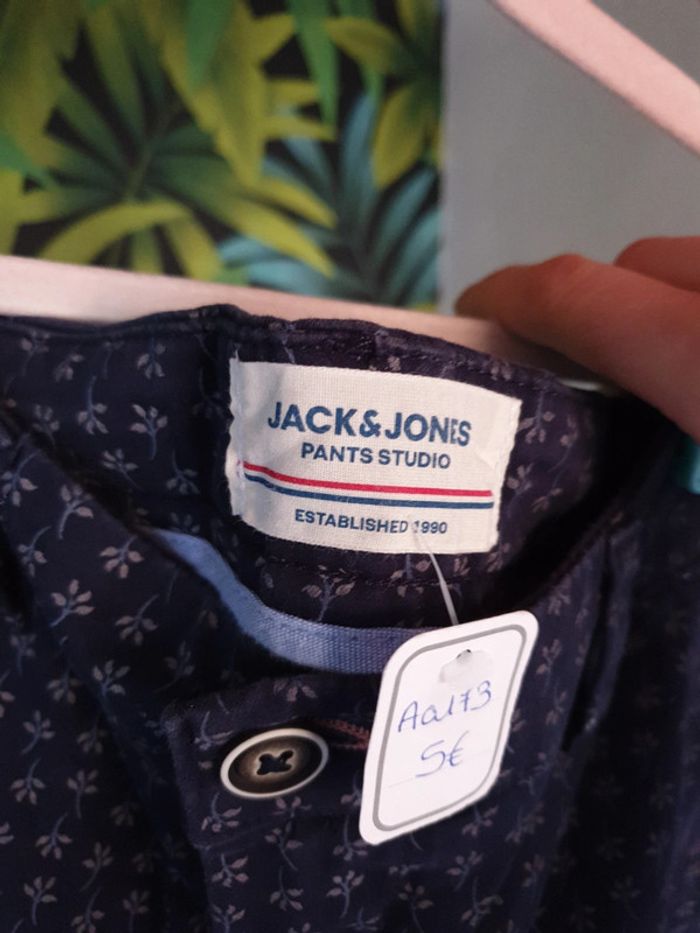 JACK&JONES
PANTS STUDIO
ESTABLISHED 1990
Aa173
5€